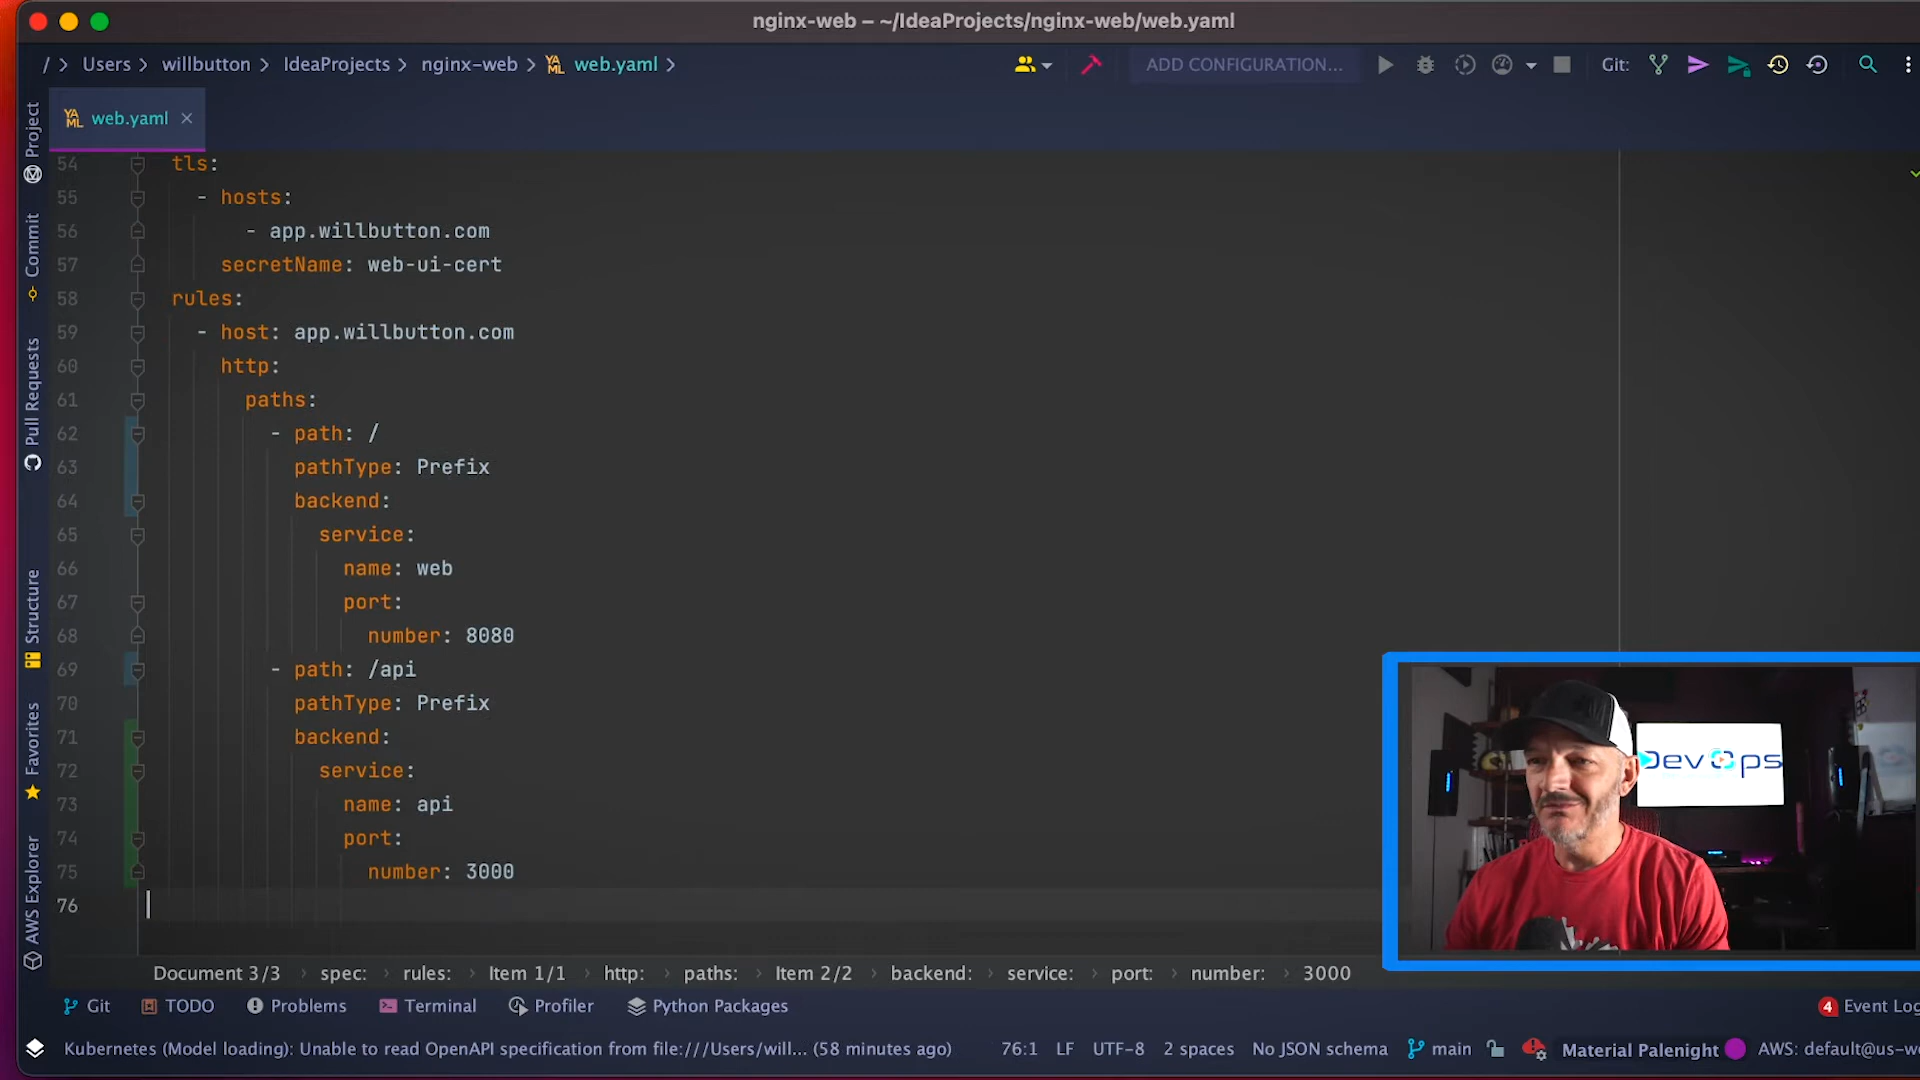 nginx-web – ~/IdeaProjects/nginx-web/web.yaml
/ > Users > willbutton > IdeaProjects > nginx-web > YAML web.yaml >
ADD CONFIGURATION...
Git:
YAML web.yaml ×
Project
Commit
Pull Requests
Structure
Favorites
AWS Explorer
54 tls:
55 - hosts:
56 - app.willbutton.com
57 secretName: web-ui-cert
58 rules:
59 - host: app.willbutton.com
60 http:
61 paths:
62 - path: /
63 pathType: Prefix
64 backend:
65 service:
66 name: web
67 port:
68 number: 8080
69 - path: /api
70 pathType: Prefix
71 backend:
72 service:
73 name: api
74 port:
75 number: 3000
76
DevOps
Document 3/3 > spec: > rules: > Item 1/1 > http: > paths: > Item 2/2 > backend: > service: > port: > number: > 3000
Git TODO Problems Terminal Profiler Python Packages
4 Event Log
Kubernetes (Model loading): Unable to read OpenAPI specification from file:///Users/will... (58 minutes ago) 76:1 LF UTF-8 2 spaces No JSON schema main Material Palenight AWS: default@us-we